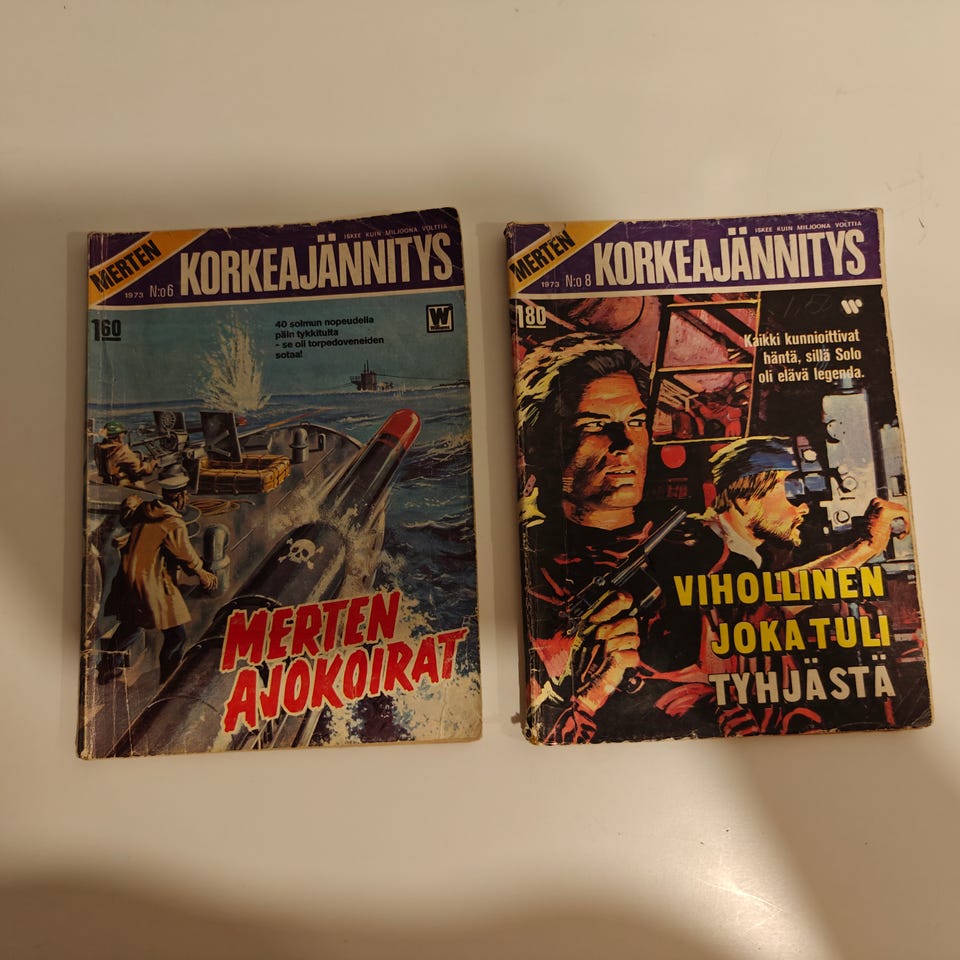 ISKEE KUIN MILJOONA VOLTTIA
MERTEN
KORKEAJÄNNITYS
1973 N:o 6
1.60
40 solmun nopeudella
päin tykkitulta
- se oli torpedoveneiden
sotaa!
W
MERTEN
AJOKOIRAT
ISKEE KUIN MILJOONA VOLTTIA
MERTEN
KORKEAJÄNNITYS
1973 N:o 8
1.80
Kaikki kunnioittivat
häntä, sillä Solo
oli elävä legenda.
VIHOLLINEN
JOKA TULI
TYHJÄSTÄ